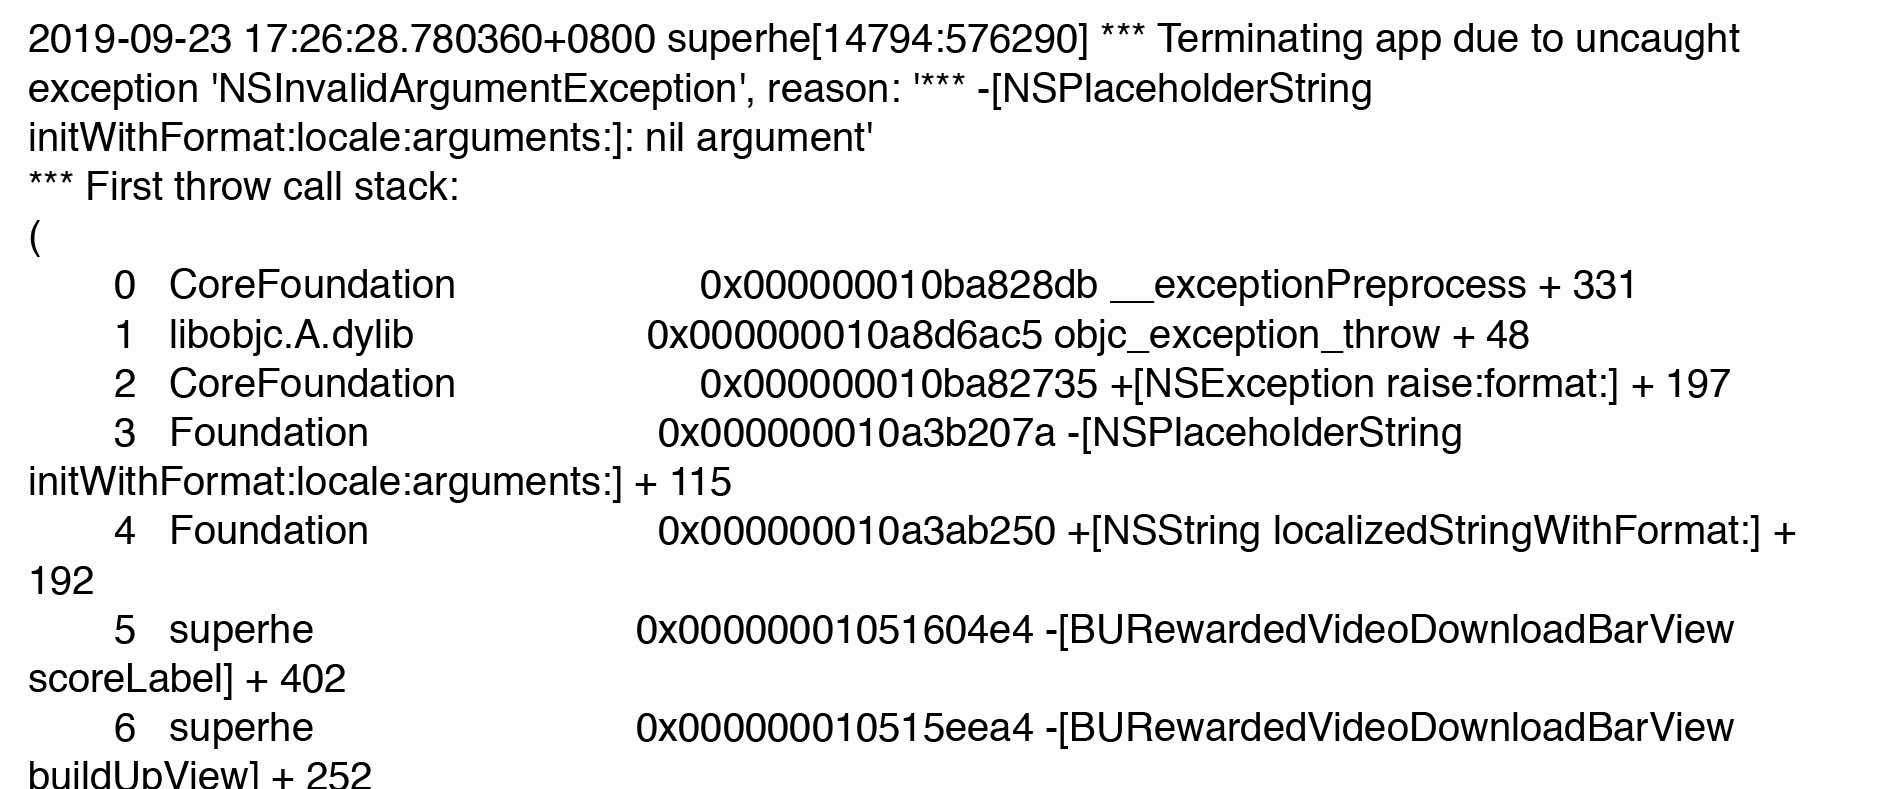 2019-09-23 17:26:28.780360+0800 superhe[14794:576290] *** Terminating app due to uncaught
exception 'NSInvalidArgumentException', reason: '*** -[NSPlaceholderString
initWithFormat:locale:arguments:]: nil argument'
*** First throw call stack:
(
0 CoreFoundation 0x000000010ba828db __exceptionPreprocess + 331
1 libobjc.A.dylib 0x000000010a8d6ac5 objc_exception_throw + 48
2 CoreFoundation 0x000000010ba82735 +[NSException raise:format:] + 197
3 Foundation 0x000000010a3b207a -[NSPlaceholderString
initWithFormat:locale:arguments:] + 115
4 Foundation 0x000000010a3ab250 +[NSString localizedStringWithFormat:] +
192
5 superhe 0x00000001051604e4 -[BURewardedVideoDownloadBarView
scoreLabel] + 402
6 superhe 0x000000010515eea4 -[BURewardedVideoDownloadBarView
buildUpView] + 252